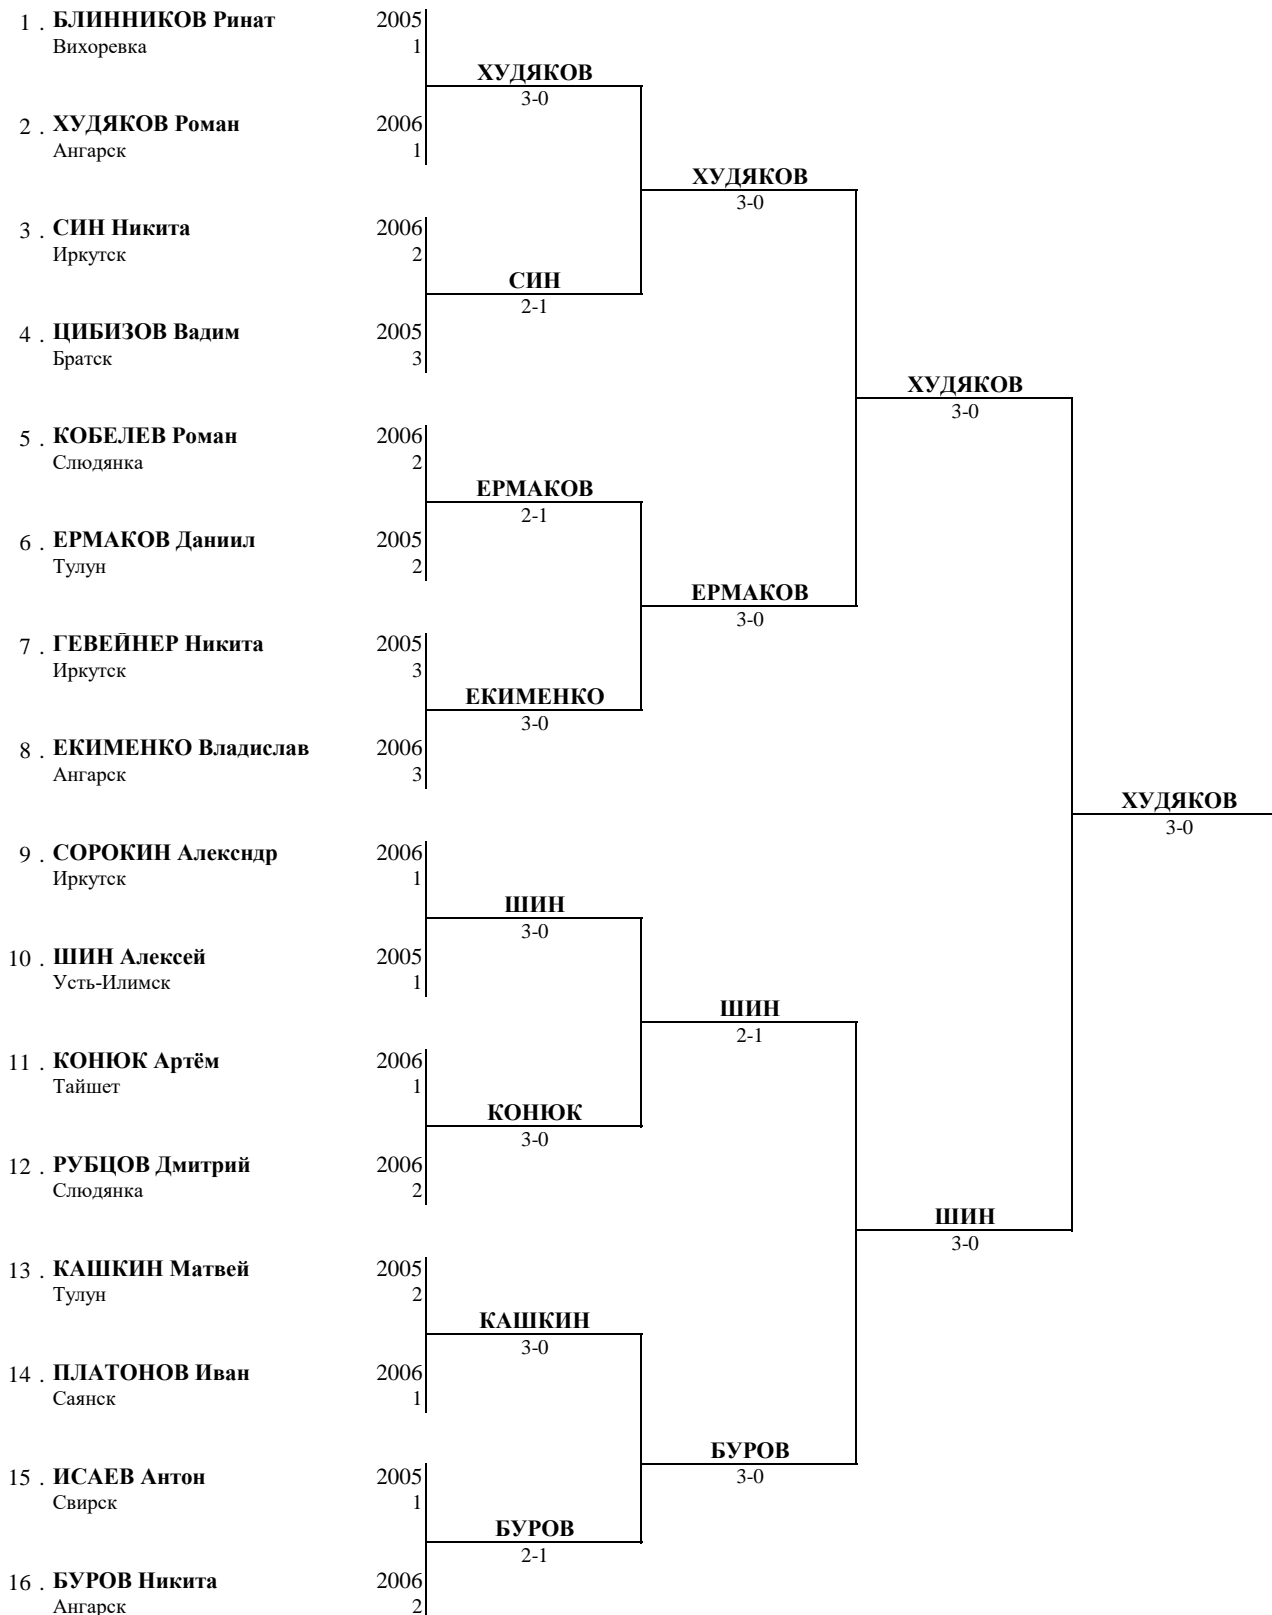 1 . БЛИННИКОВ Ринат 2005
Вихоревка 1
ХУДЯКОВ
3-0
2 . ХУДЯКОВ Роман 2006
Ангарск 1
ХУДЯКОВ
3-0
3 . СИН Никита 2006
Иркутск 2
СИН
2-1
4 . ЦИБИЗОВ Вадим 2005
Братск 3
ХУДЯКОВ
3-0
5 . КОБЕЛЕВ Роман 2006
Слюдянка 2
ЕРМАКОВ
2-1
6 . ЕРМАКОВ Даниил 2005
Тулун 2
ЕРМАКОВ
3-0
7 . ГЕВЕЙНЕР Никита 2005
Иркутск 3
ЕКИМЕНКО
3-0
8 . ЕКИМЕНКО Владислав 2006
Ангарск 3
ХУДЯКОВ
3-0
9 . СОРОКИН Алексндр 2006
Иркутск 1
ШИН
3-0
10 . ШИН Алексей 2005
Усть-Илимск 1
ШИН
2-1
11 . КОНЮК Артём 2006
Тайшет 1
КОНЮК
3-0
12 . РУБЦОВ Дмитрий 2006
Слюдянка 2
ШИН
3-0
13 . КАШКИН Матвей 2005
Тулун 2
КАШКИН
3-0
14 . ПЛАТОНОВ Иван 2006
Саянск 1
БУРОВ
3-0
15 . ИСАЕВ Антон 2005
Свирск 1
БУРОВ
2-1
16 . БУРОВ Никита 2006
Ангарск 2